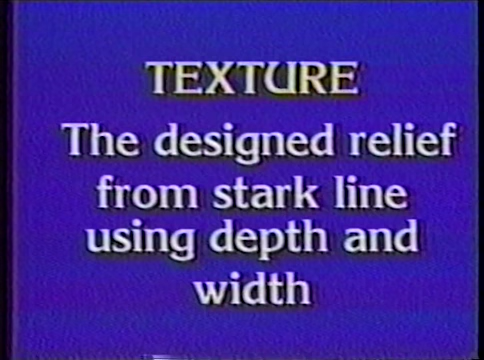 TEXTURE
The designed relief
from stark line
using depth and
width